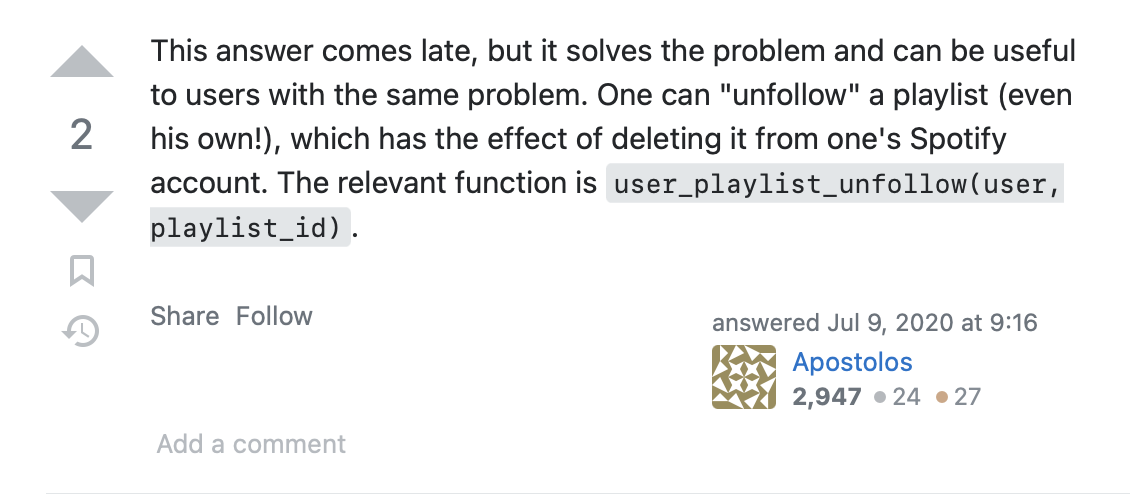 This answer comes late, but it solves the problem and can be useful
to users with the same problem. One can "unfollow" a playlist (even
his own!), which has the effect of deleting it from one's Spotify
account. The relevant function is user_playlist_unfollow(user,
playlist_id).
2
Share Follow
answered Jul 9, 2020 at 9:16
Apostolos
2,947 24 27
Add a comment